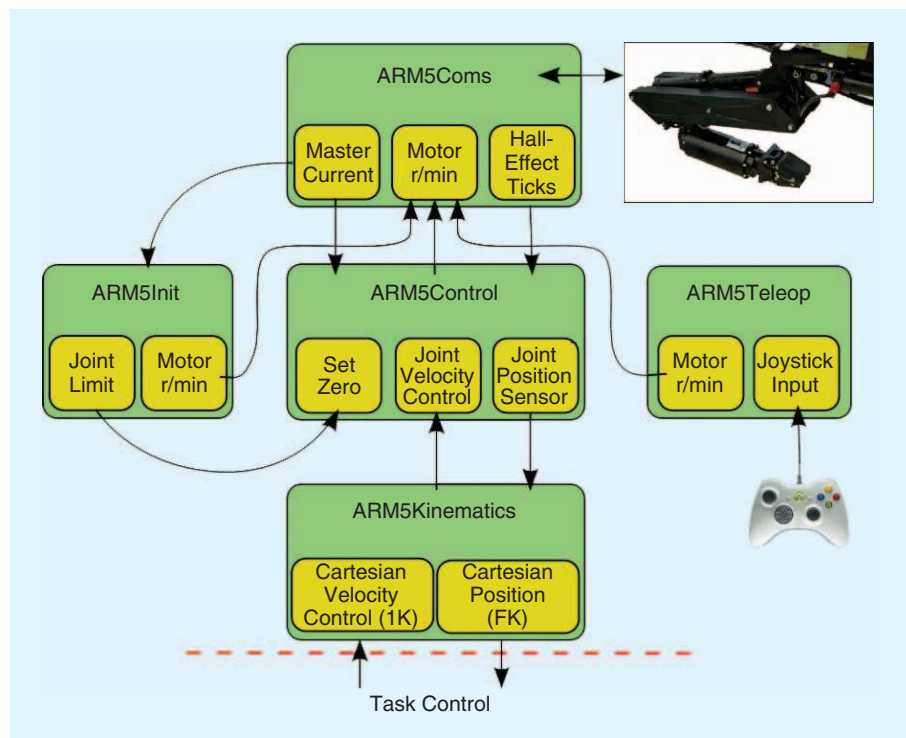 ARM5Coms
Master
Current
Motor
r/min
Hall-
Effect
Ticks
ARM5Init
Joint
Limit
Motor
r/min
ARM5Control
Set
Zero
Joint
Velocity
Control
Joint
Position
Sensor
ARM5Teleop
Motor
r/min
Joystick
Input
ARM5Kinematics
Cartesian
Velocity
Control (1K)
Cartesian
Position
(FK)
Task Control